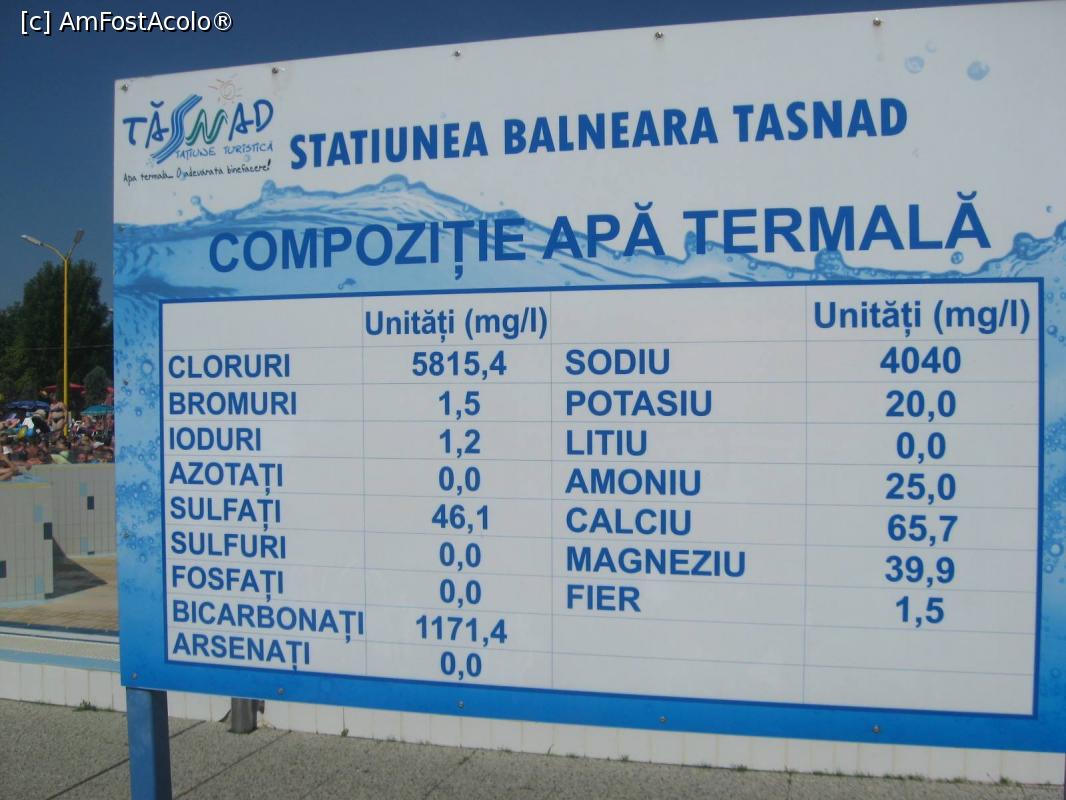 [c] AmFostAcolo®
TĂSNAD
STAȚIUNE TURISTICĂ
Apa termală... O adevarata binefacere!
STATIUNEA BALNEARA TASNAD
COMPOZIȚIE APĂ TERMALĂ
Unități (mg/l) Unități (mg/l)
CLORURI 5815,4 SODIU 4040
BROMURI 1,5 POTASIU 20,0
IODURI 1,2 LITIU 0,0
AZOTAȚI 0,0 AMONIU 25,0
SULFAȚI 46,1 CALCIU 65,7
SULFURI 0,0 MAGNEZIU 39,9
FOSFAȚI 0,0 FIER 1,5
BICARBONAȚI 1171,4
ARSENAȚI 0,0